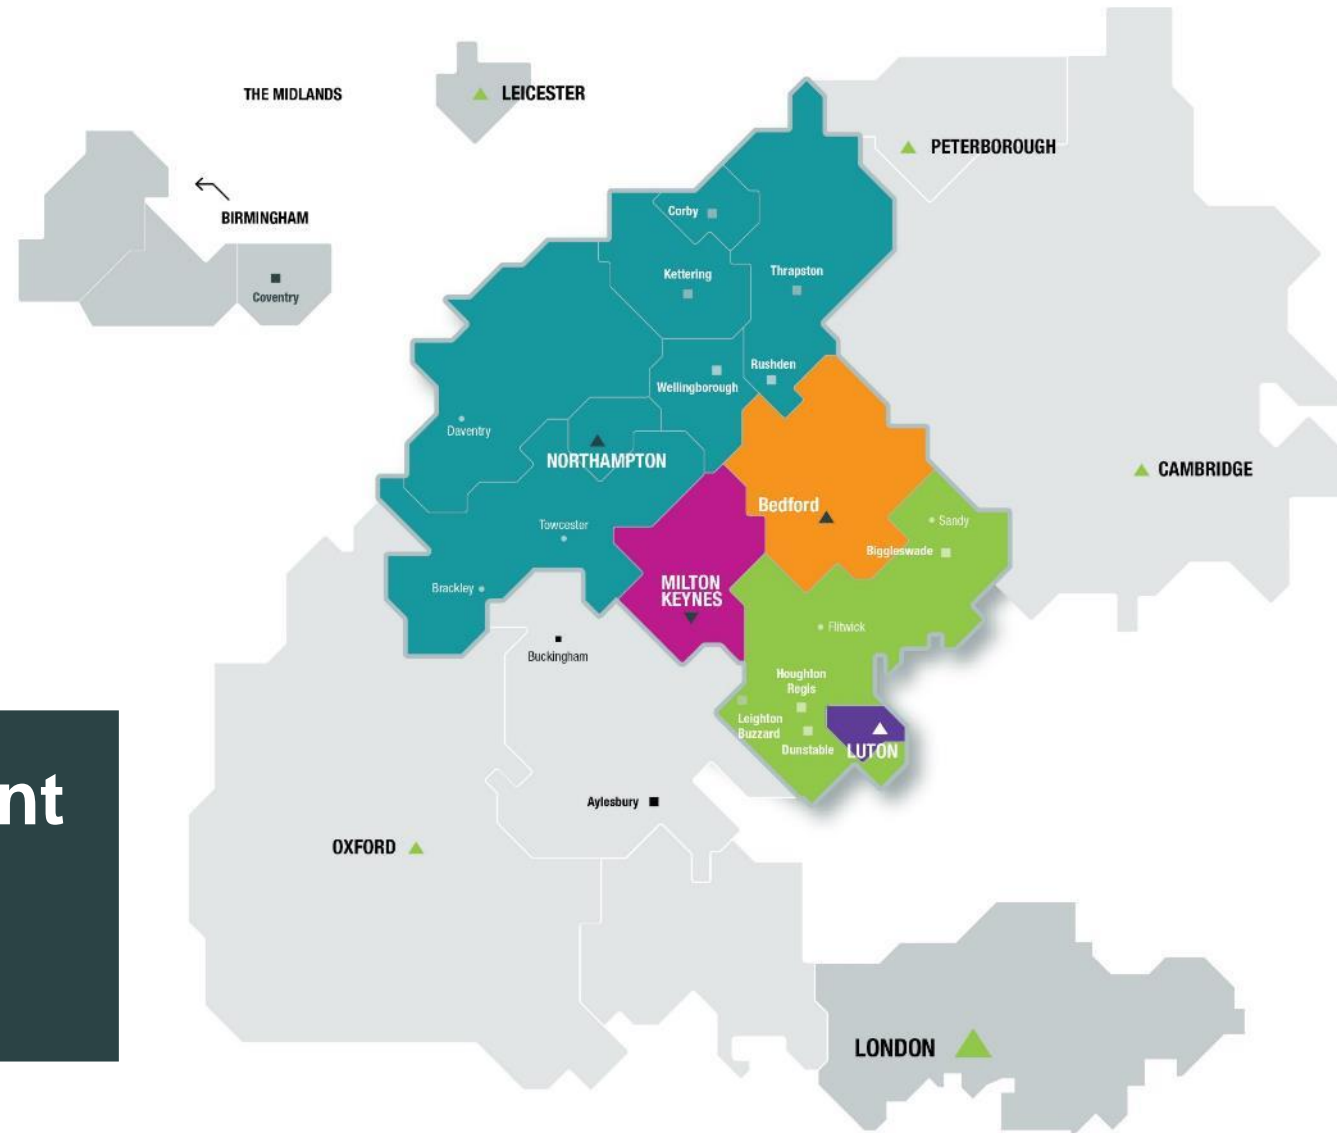 THE MIDLANDS
LEICESTER
PETERBOROUGH
BIRMINGHAM
Coventry
Corby
Kettering
Thrapston
Rushden
Wellingborough
Daventry
NORTHAMPTON
CAMBRIDGE
Bedford
Sandy
Towcester
Biggleswade
Brackley
MILTON
KEYNES
Flitwick
Buckingham
Houghton
Regis
Leighton
Buzzard
Dunstable
LUTON
nt
Aylesbury
OXFORD
LONDON